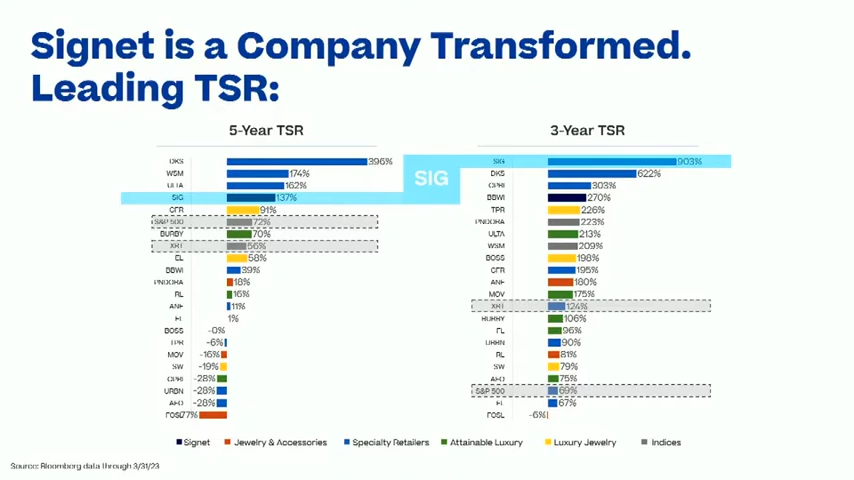 Signet is a Company Transformed.
Leading TSR:
5-Year TSR
DKS 396%
WSM 174%
ULTA 162%
SIG 137%
CFR 91%
S&P 500 72%
BURBY 70%
XRT 56%
EL 58%
BBWI 39%
PNDORA 18%
RL 16%
ANF 11%
FL 1%
BOSS -0%
TPR -6%
MOV -16%
SW -19%
CPRI -28%
URBN -28%
AEO -28%
FOSL -77%
SIG
3-Year TSR
SIG 903%
DKS 622%
CPRI 303%
BBWI 270%
TPR 226%
PNDORA 223%
ULTA 213%
WSM 209%
BOSS 198%
CFR 195%
ANF 180%
MOV 175%
XRT 124%
BURBY 106%
FL 96%
URBN 90%
RL 81%
SW 79%
AEO 75%
S&P 500 69%
EL 67%
FOSL -6%
Signet Jewelry & Accessories Specialty Retailers Attainable Luxury Luxury Jewelry Indices
Source: Bloomberg data through 3/31/23